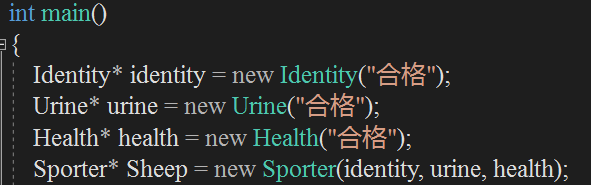 int main()
{
Identity* identity = new Identity("合格");
Urine* urine = new Urine("合格");
Health* health = new Health("合格");
Sporter* Sheep = new Sporter(identity, urine, health);